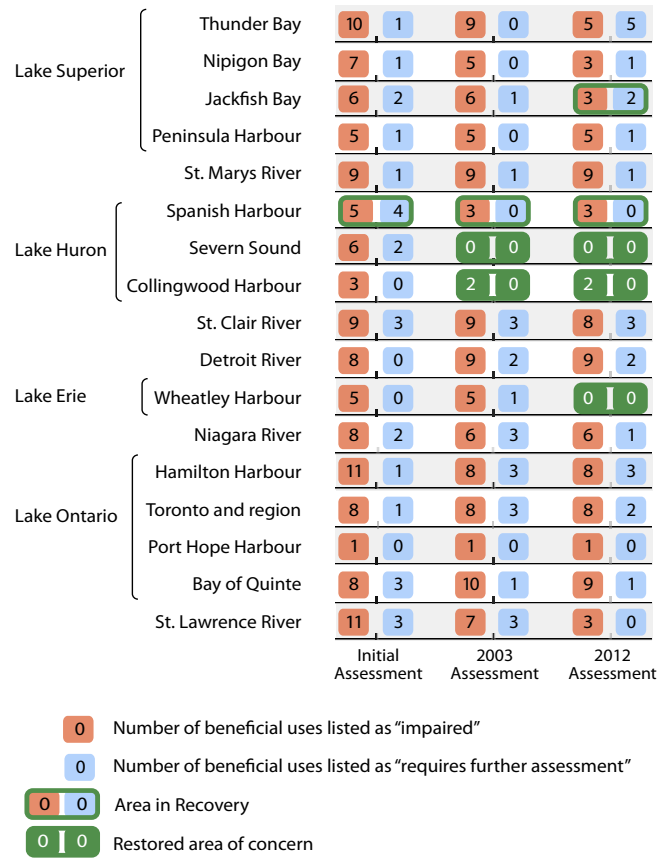 Thunder Bay 10 1 9 0 5 5
Nipigon Bay 7 1 5 0 3 1
Lake Superior
Jackfish Bay 6 2 6 1 3 2
Peninsula Harbour 5 1 5 0 5 1
St. Marys River 9 1 9 1 9 1
Spanish Harbour 5 4 3 0 3 0
Lake Huron Severn Sound 6 2 0 0 0 0
Collingwood Harbour 3 0 2 0 2 0
St. Clair River 9 3 9 3 8 3
Detroit River 8 0 9 2 9 2
Lake Erie Wheatley Harbour 5 0 5 1 0 0
Niagara River 8 2 6 3 6 1
Hamilton Harbour 11 1 8 3 8 3
Lake Ontario Toronto and region 8 1 8 3 8 2
Port Hope Harbour 1 0 1 0 1 0
Bay of Quinte 8 3 10 1 9 1
St. Lawrence River 11 3 7 3 3 0
Initial Assessment
2003 Assessment
2012 Assessment
0 Number of beneficial uses listed as “impaired”
0 Number of beneficial uses listed as “requires further assessment”
0 0 Area in Recovery
0 0 Restored area of concern